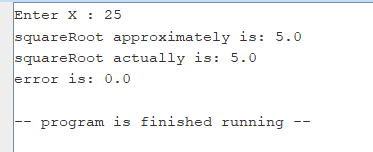 Enter X : 25
squareRoot approximately is: 5.0
squareRoot actually is: 5.0
error is: 0.0
-- program is finished running --